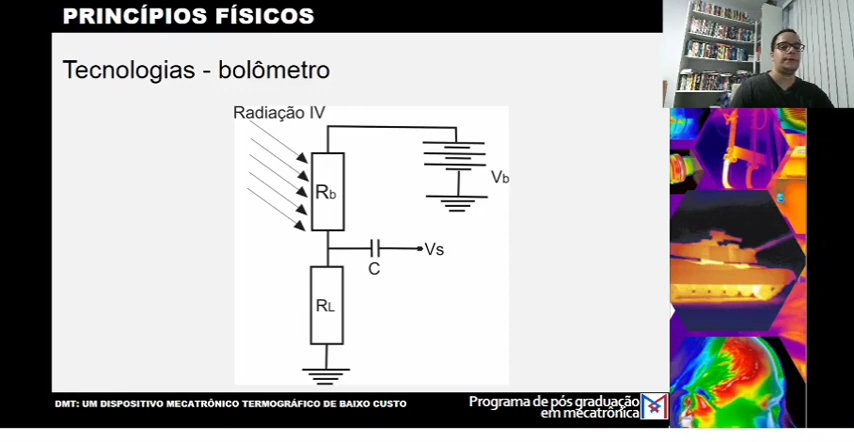 PRINCÍPIOS FÍSICOS
Tecnologias - bolômetro
Radiação IV
Rb
Vb
Vs
C
RL
DMT: UM DISPOSITIVO MECATRÔNICO TERMOGRÁFICO DE BAIXO CUSTO
Programa de pós graduação
em mecatrônica